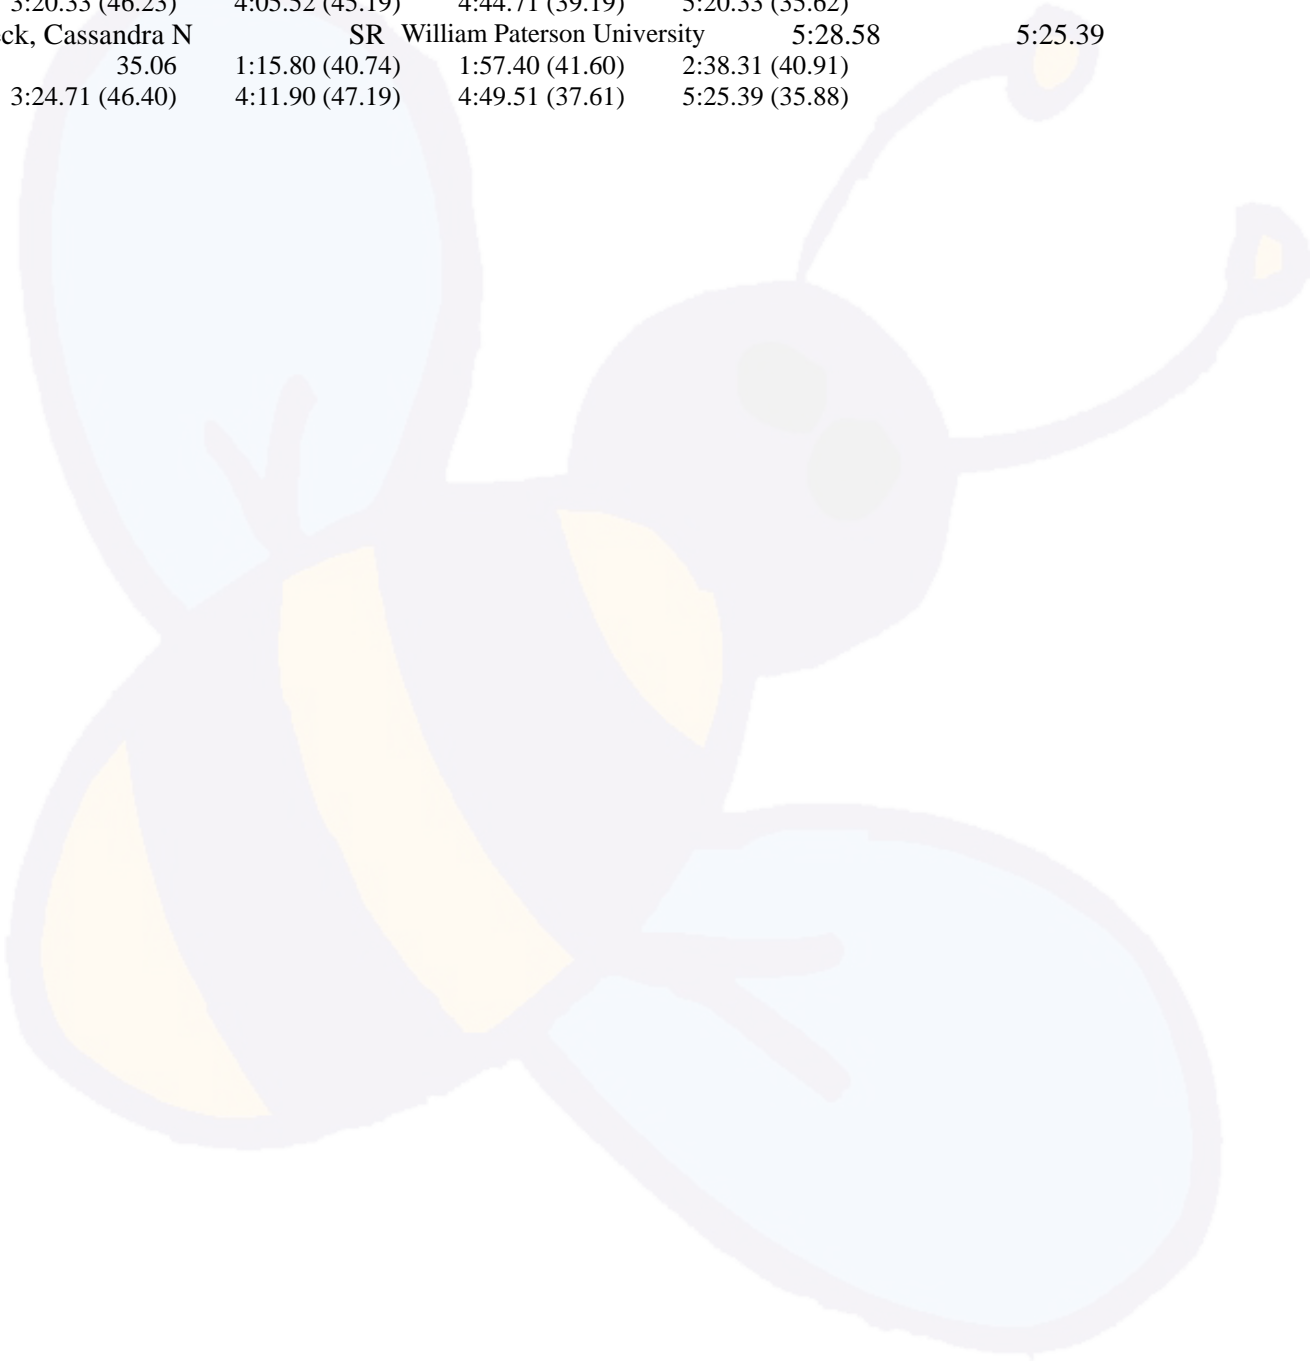 3:20.33 (46.23) 4:05.52 (45.19) 4:44.71 (39.19) 5:20.33 (35.62)
eck, Cassandra N SR William Paterson University 5:28.58 5:25.39
35.06 1:15.80 (40.74) 1:57.40 (41.60) 2:38.31 (40.91)
3:24.71 (46.40) 4:11.90 (47.19) 4:49.51 (37.61) 5:25.39 (35.88)